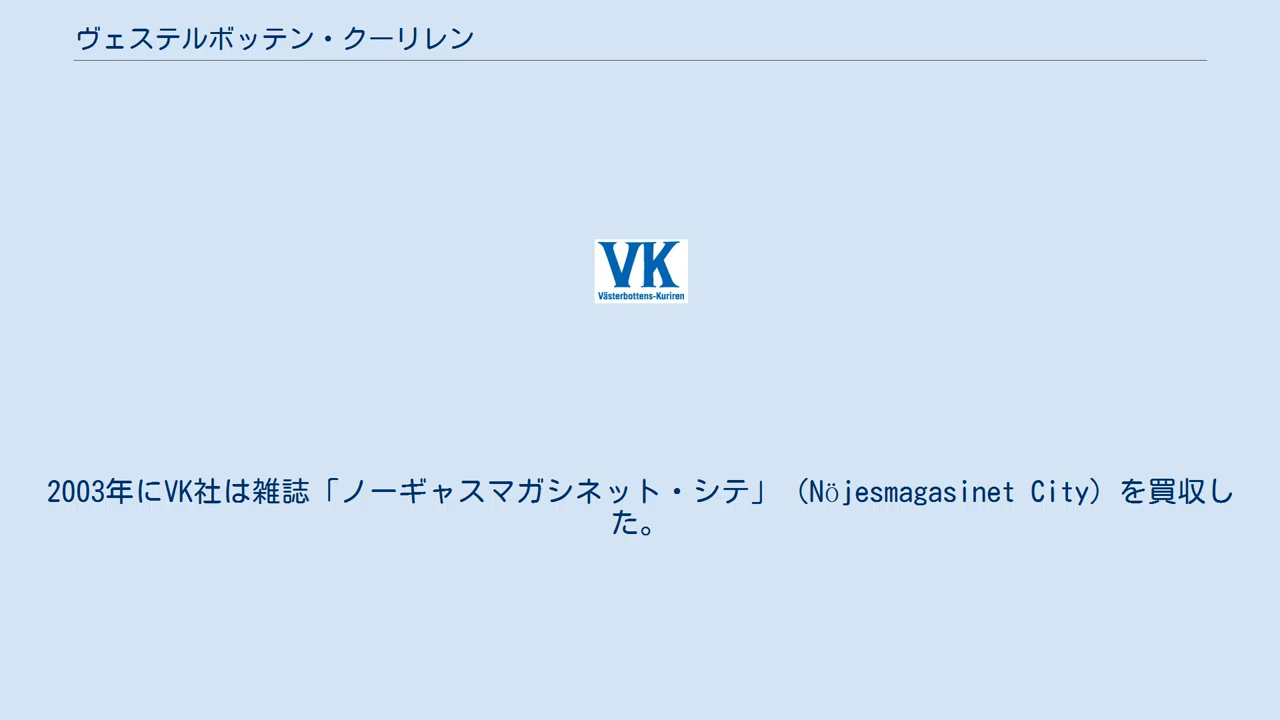 ヴェステルボッテン・クーリレン
VK
Västerbottens-Kuriren
2003年にVK社は雑誌「ノーギャスマガシネット・シテ」（Nöjesmagasinet City）を買収し
た。